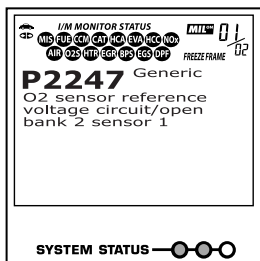 I/M MONITOR STATUS
MIL ON 01/02
MIS FUE CCM CAT HCA EVA HCC NOx
AIR O2S HTR EGR BPS EGS DPF
FREEZE FRAME
P2247 Generic
O2 sensor reference
voltage circuit/open
bank 2 sensor 1
SYSTEM STATUS